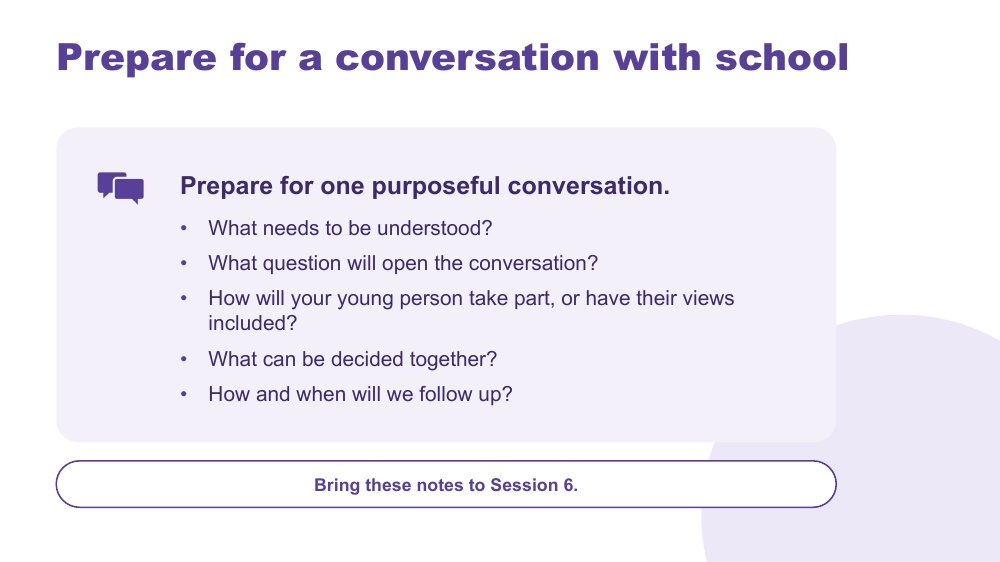 Prepare for a conversation with school
Prepare for one purposeful conversation.
• What needs to be understood?
• What question will open the conversation?
• How will your young person take part, or have their views
included?
• What can be decided together?
• How and when will we follow up?
Bring these notes to Session 6.